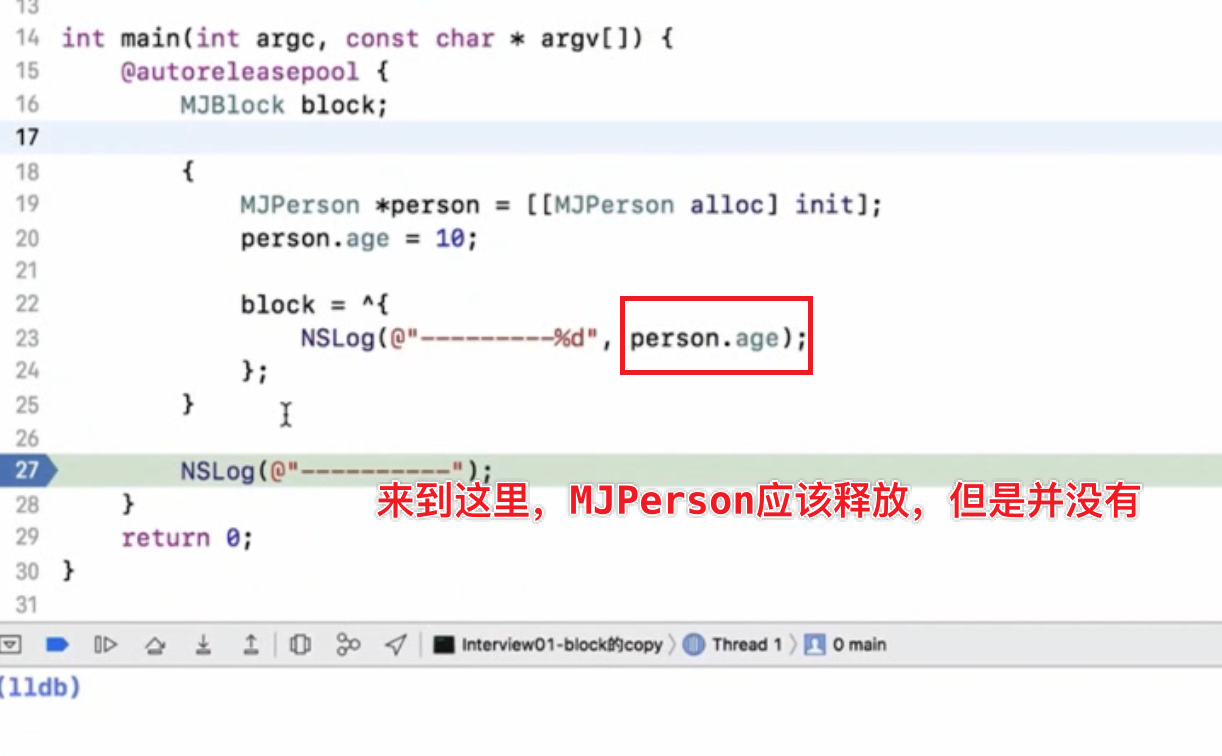 13
14 int main(int argc, const char * argv[]) {
15 @autoreleasepool {
16 MJBlock block;
17
18 {
19 MJPerson *person = [[MJPerson alloc] init];
20 person.age = 10;
21
22 block = ^{
23 NSLog(@"---------%d", person.age);
24 };
25 }
26
27 NSLog(@"----------");
来到这里，MJPerson应该释放，但是并没有
28 }
29 return 0;
30 }
31
Interview01-block的copy 〉 Thread 1 〉 0 main
(lldb)